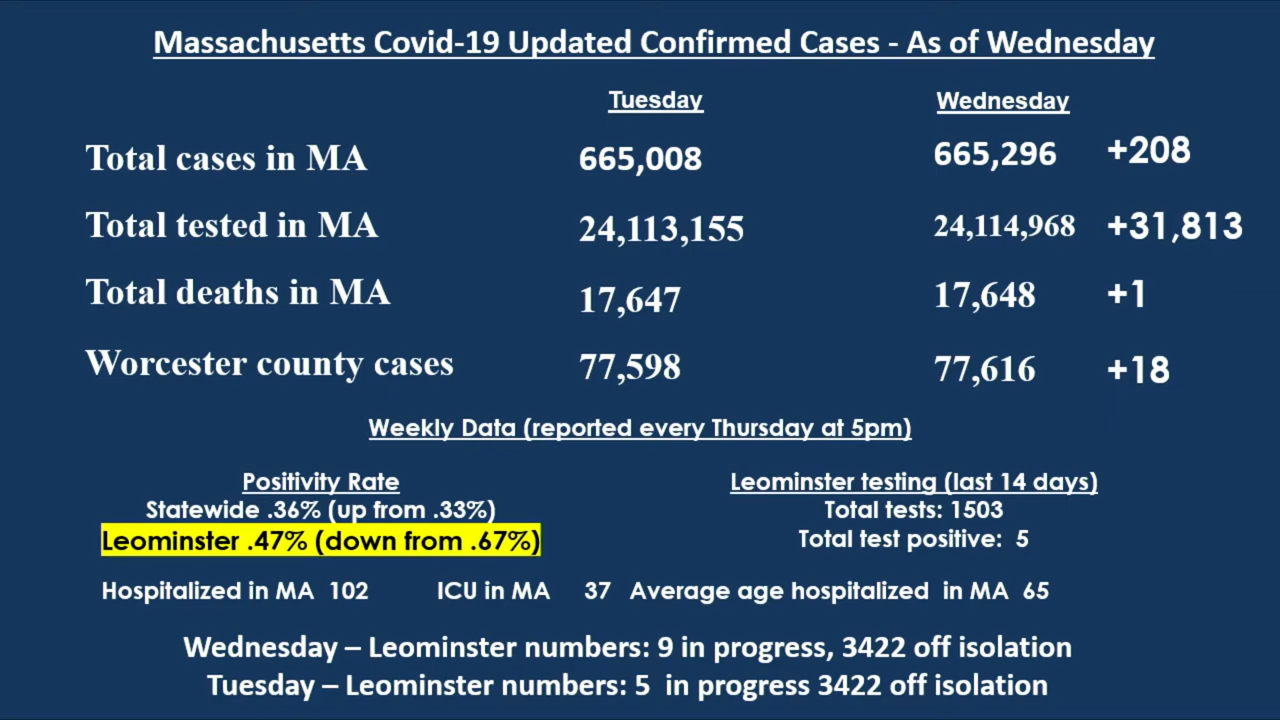 Massachusetts Covid-19 Updated Confirmed Cases - As of Wednesday
Tuesday Wednesday
Total cases in MA 665,008 665,296 +208
Total tested in MA 24,113,155 24,114,968 +31,813
Total deaths in MA 17,647 17,648 +1
Worcester county cases 77,598 77,616 +18
Weekly Data (reported every Thursday at 5pm)
Positivity Rate Leominster testing (last 14 days)
Statewide .36% (up from .33%) Total tests: 1503
Leominster .47% (down from .67%) Total test positive: 5
Hospitalized in MA 102 ICU in MA 37 Average age hospitalized in MA 65
Wednesday – Leominster numbers: 9 in progress, 3422 off isolation
Tuesday – Leominster numbers: 5 in progress 3422 off isolation